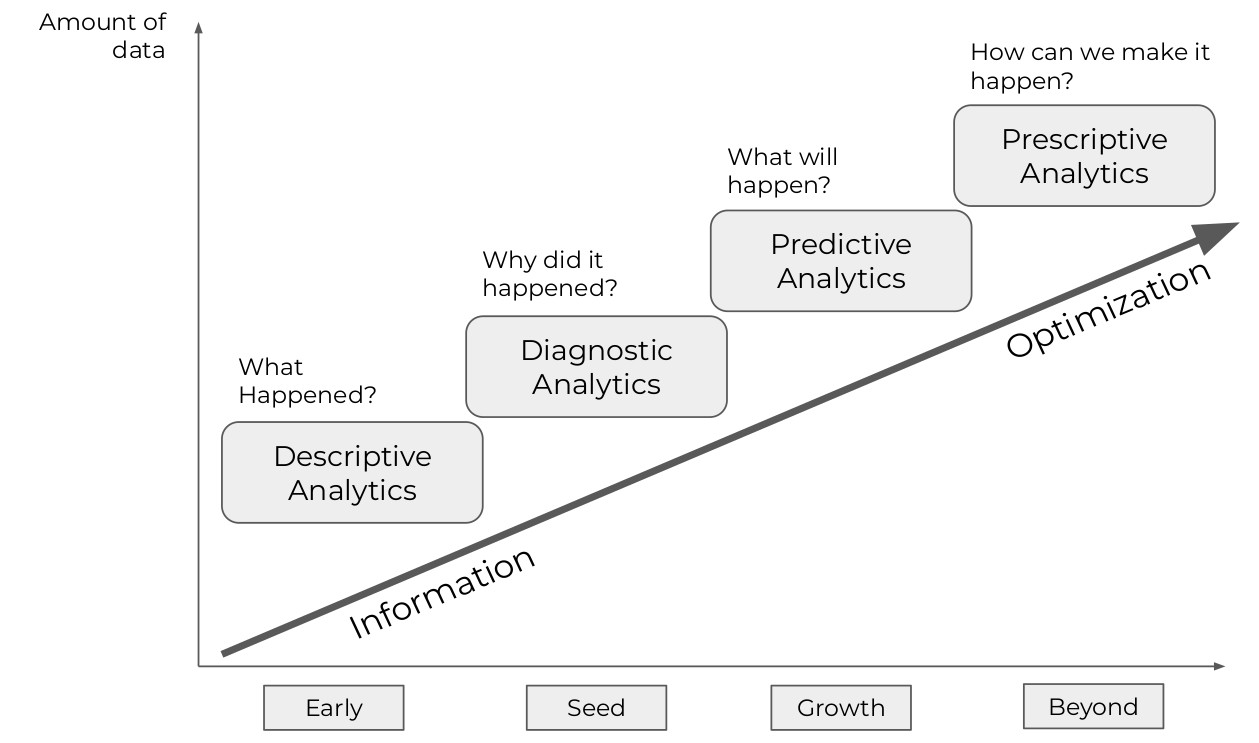 Amount of
data
How can we make it
happen?
Prescriptive
Analytics
What will
happen?
Predictive
Analytics
Why did it
happened?
Diagnostic
Analytics
What
Happened?
Descriptive
Analytics
Optimization
Information
Early
Seed
Growth
Beyond